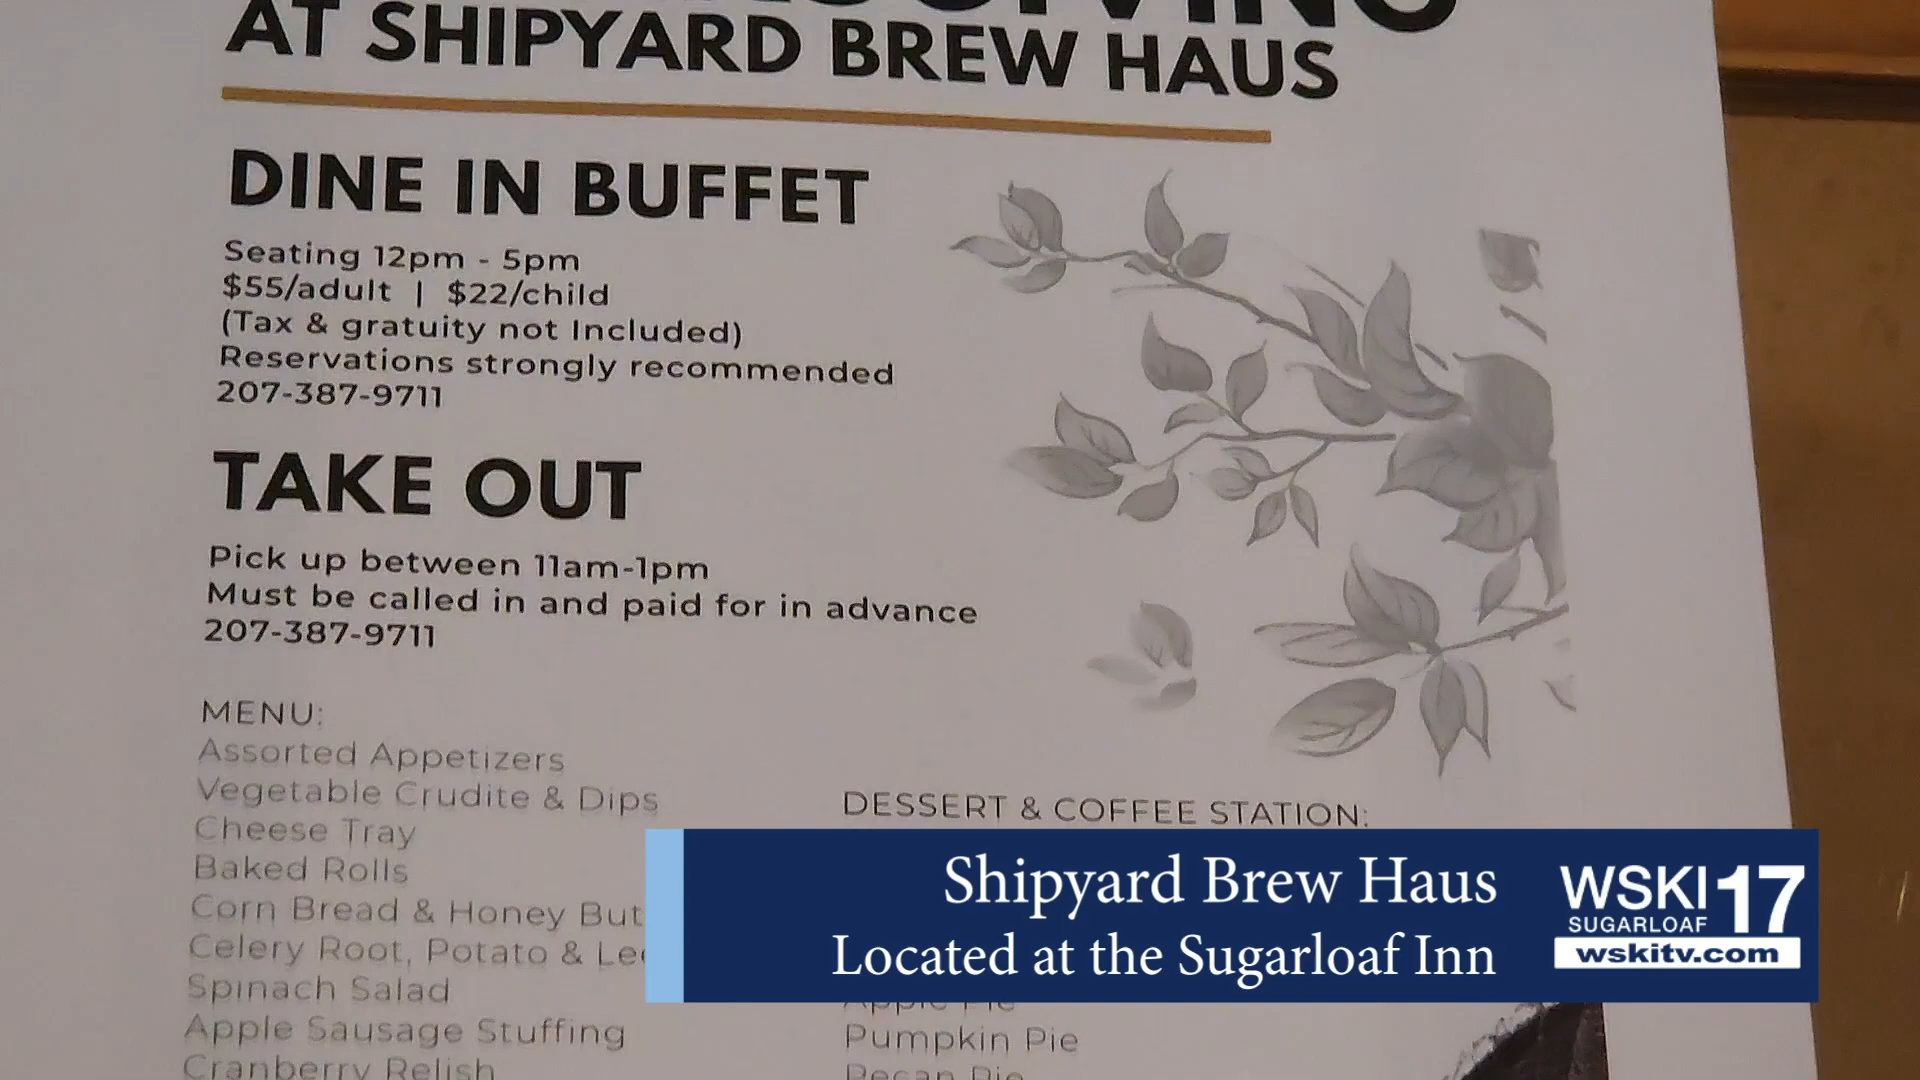 AT SHIPYARD BREW HAUS
DINE IN BUFFET
Seating 12pm - 5pm
$55/adult | $22/child
(Tax & gratuity not Included)
Reservations strongly recommended
207-387-9711
TAKE OUT
Pick up between 11am-1pm
Must be called in and paid for in advance
207-387-9711
MENU:
Assorted Appetizers
Vegetable Crudite & Dips
Cheese Tray
Baked Rolls
Corn Bread & Honey But
Celery Root, Potato &
Spinach Salad
Apple Sausage Stuffing
Cranberry Relish
DESSERT & COFFEE STATION:
Apple Pie
Pumpkin Pie
Pecan Pie
Shipyard Brew Haus
Located at the Sugarloaf Inn
WSKI 17
SUGARLOAF
wskitv.com